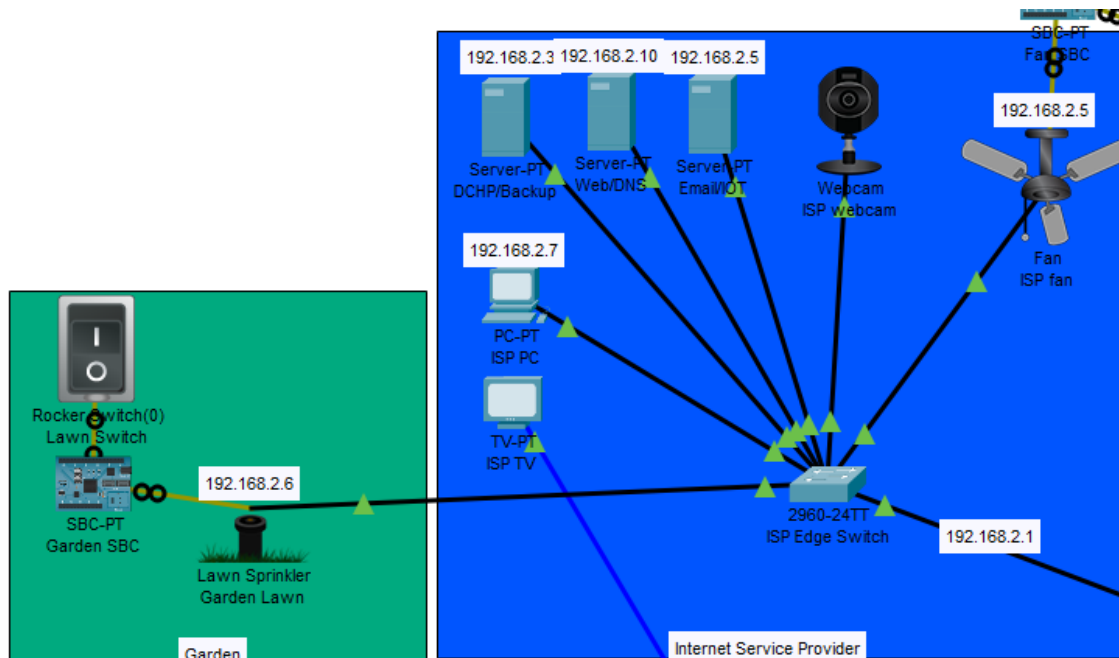 SBC-PT
Fan SBC
192.168.2.3
192.168.2.10
192.168.2.5
192.168.2.5
Server-PT
DCHP/Backup
Server-PT
Web/DNS
Server-PT
Email/IOT
Webcam
ISP webcam
Fan
ISP fan
192.168.2.7
PC-PT
ISP PC
TV-PT
ISP TV
Rocker Switch(0)
Lawn Switch
192.168.2.6
SBC-PT
Garden SBC
Lawn Sprinkler
Garden Lawn
2960-24TT
ISP Edge Switch
192.168.2.1
Garden
Internet Service Provider